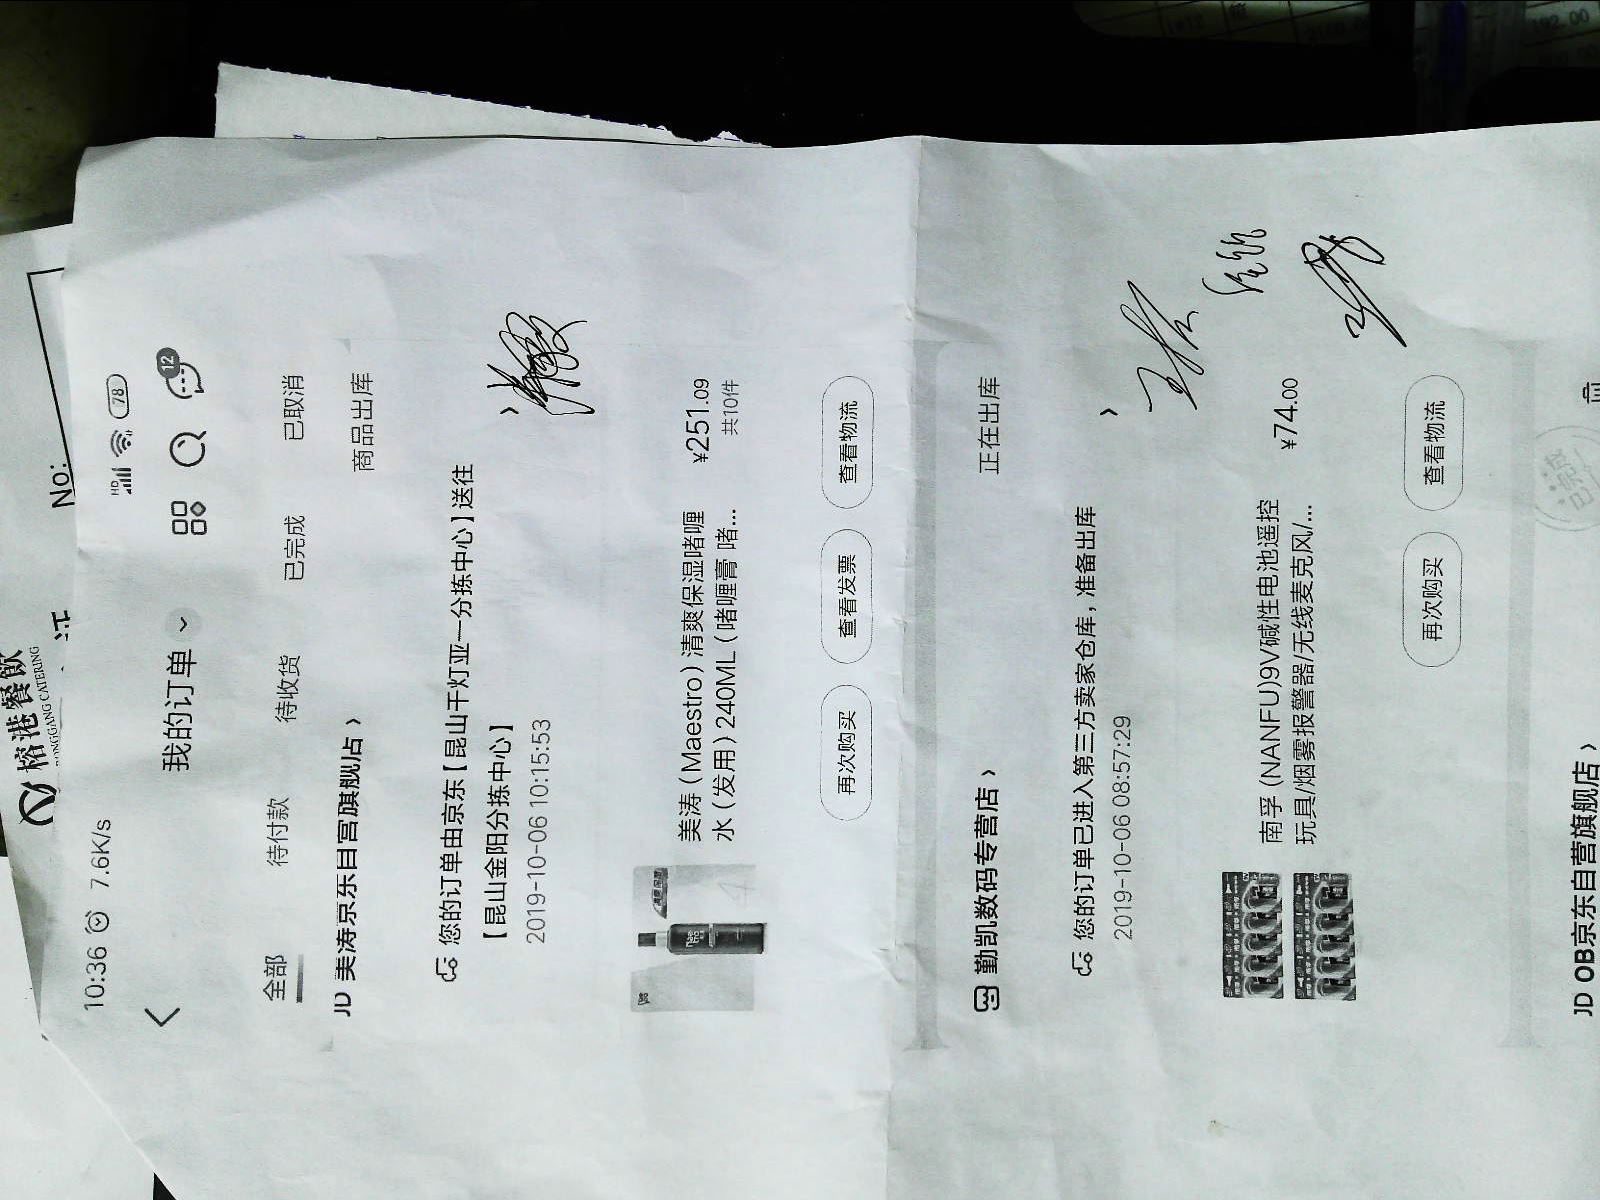 榕港餐飲
No:
10:36 7.6K/s HD 78
我的订单 12
全部 待付款 待收货 已完成 已取消
JD 美涛京东自营旗舰店 > 商品出库
您的订单由京东【昆山千灯亚一分拣中心】送往
【昆山金阳分拣中心】
2019-10-06 10:15:53
美涛（Maestro）清爽保湿啫喱 ¥251.09
水（发用）240ML（啫喱膏 啫... 共10件
再次购买 查看发票 查看物流
勤凯数码专营店 > 正在出库
您的订单已进入第三方卖家仓库，准备出库
2019-10-06 08:57:29
南孚 (NANFU)9V碱性电池遥控 ¥74.00
玩具/烟雾报警器/无线麦克风/...
再次购买 查看物流
JD OB京东自营旗舰店 >